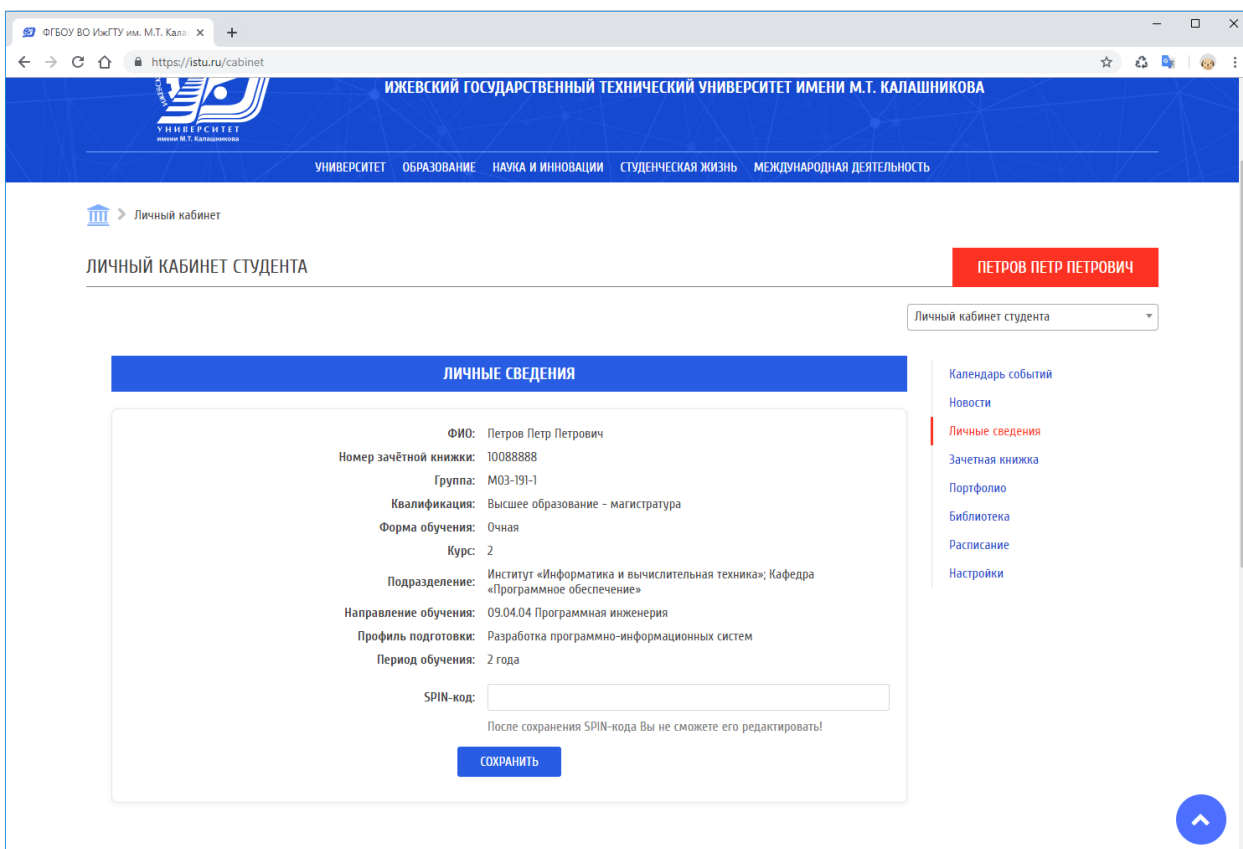 ФГБОУ ВО ИжГТУ им. М.Т. Кала
https://istu.ru/cabinet
УНИВЕРСИТЕТ
имени М.Т. Калашникова
ИЖЕВСКИЙ ГОСУДАРСТВЕННЫЙ ТЕХНИЧЕСКИЙ УНИВЕРСИТЕТ ИМЕНИ М.Т. КАЛАШНИКОВА
УНИВЕРСИТЕТ ОБРАЗОВАНИЕ НАУКА И ИННОВАЦИИ СТУДЕНЧЕСКАЯ ЖИЗНЬ МЕЖДУНАРОДНАЯ ДЕЯТЕЛЬНОСТЬ
Личный кабинет
ЛИЧНЫЙ КАБИНЕТ СТУДЕНТА
ПЕТРОВ ПЕТР ПЕТРОВИЧ
Личный кабинет студента
ЛИЧНЫЕ СВЕДЕНИЯ
ФИО: Петров Петр Петрович
Номер зачётной книжки: 10088888
Группа: М03-191-1
Квалификация: Высшее образование - магистратура
Форма обучения: Очная
Курс: 2
Подразделение: Институт «Информатика и вычислительная техника»; Кафедра
«Программное обеспечение»
Направление обучения: 09.04.04 Программная инженерия
Профиль подготовки: Разработка программно-информационных систем
Период обучения: 2 года
SPIN-код:
После сохранения SPIN-кода Вы не сможете его редактировать!
СОХРАНИТЬ
Календарь событий
Новости
Личные сведения
Зачетная книжка
Портфолио
Библиотека
Расписание
Настройки